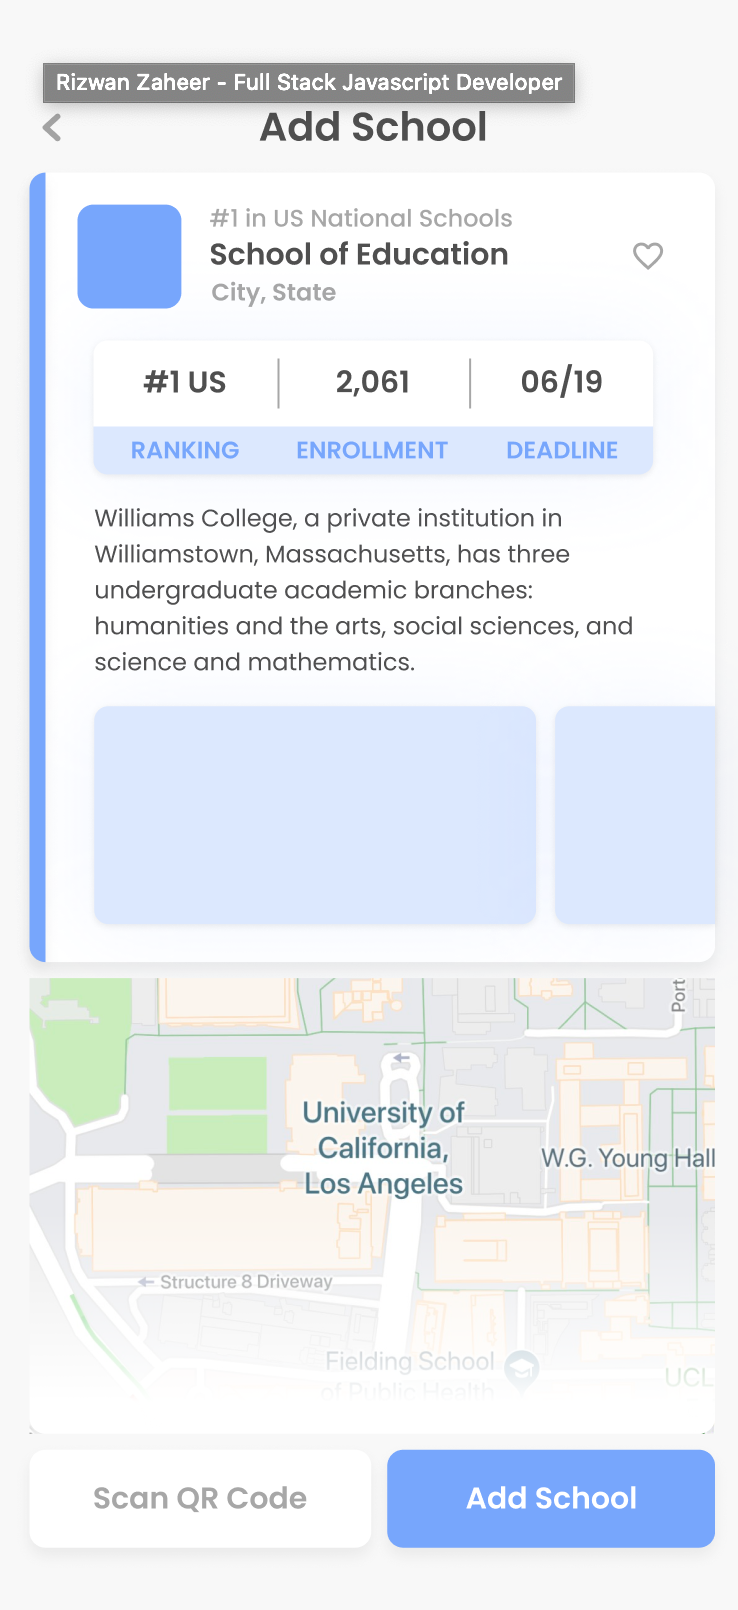 Rizwan Zaheer - Full Stack Javascript Developer
Add School
#1 in US National Schools
School of Education
City, State
#1 US
2,061
06/19
RANKING
ENROLLMENT
DEADLINE
Williams College, a private institution in
Williamstown, Massachusetts, has three
undergraduate academic branches:
humanities and the arts, social sciences, and
science and mathematics.
Port
University of
California,
Los Angeles
W.G. Young Hall
Structure 8 Driveway
Fielding School
of Public Health
UCL
Scan QR Code
Add School